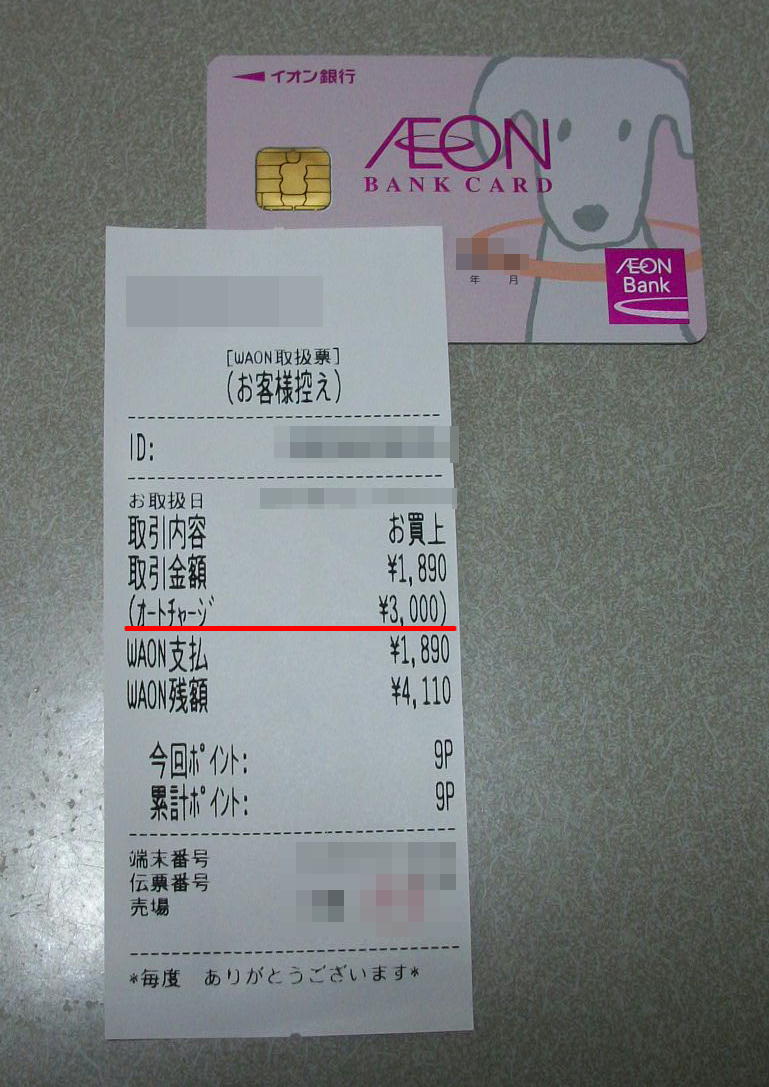 イオン銀行
ÆON
BANK CARD
年 月
ÆON
Bank
[WAON取扱票]
(お客様控え)
ID:
お取扱日
取引内容 お買上
取引金額 ¥1,890
(ｵｰﾄﾁｬｰｼﾞ ¥3,000)
WAON支払 ¥1,890
WAON残額 ¥4,110
今回ﾎﾟｲﾝﾄ: 9P
累計ﾎﾟｲﾝﾄ: 9P
端末番号
伝票番号
売場
*毎度 ありがとうございます*